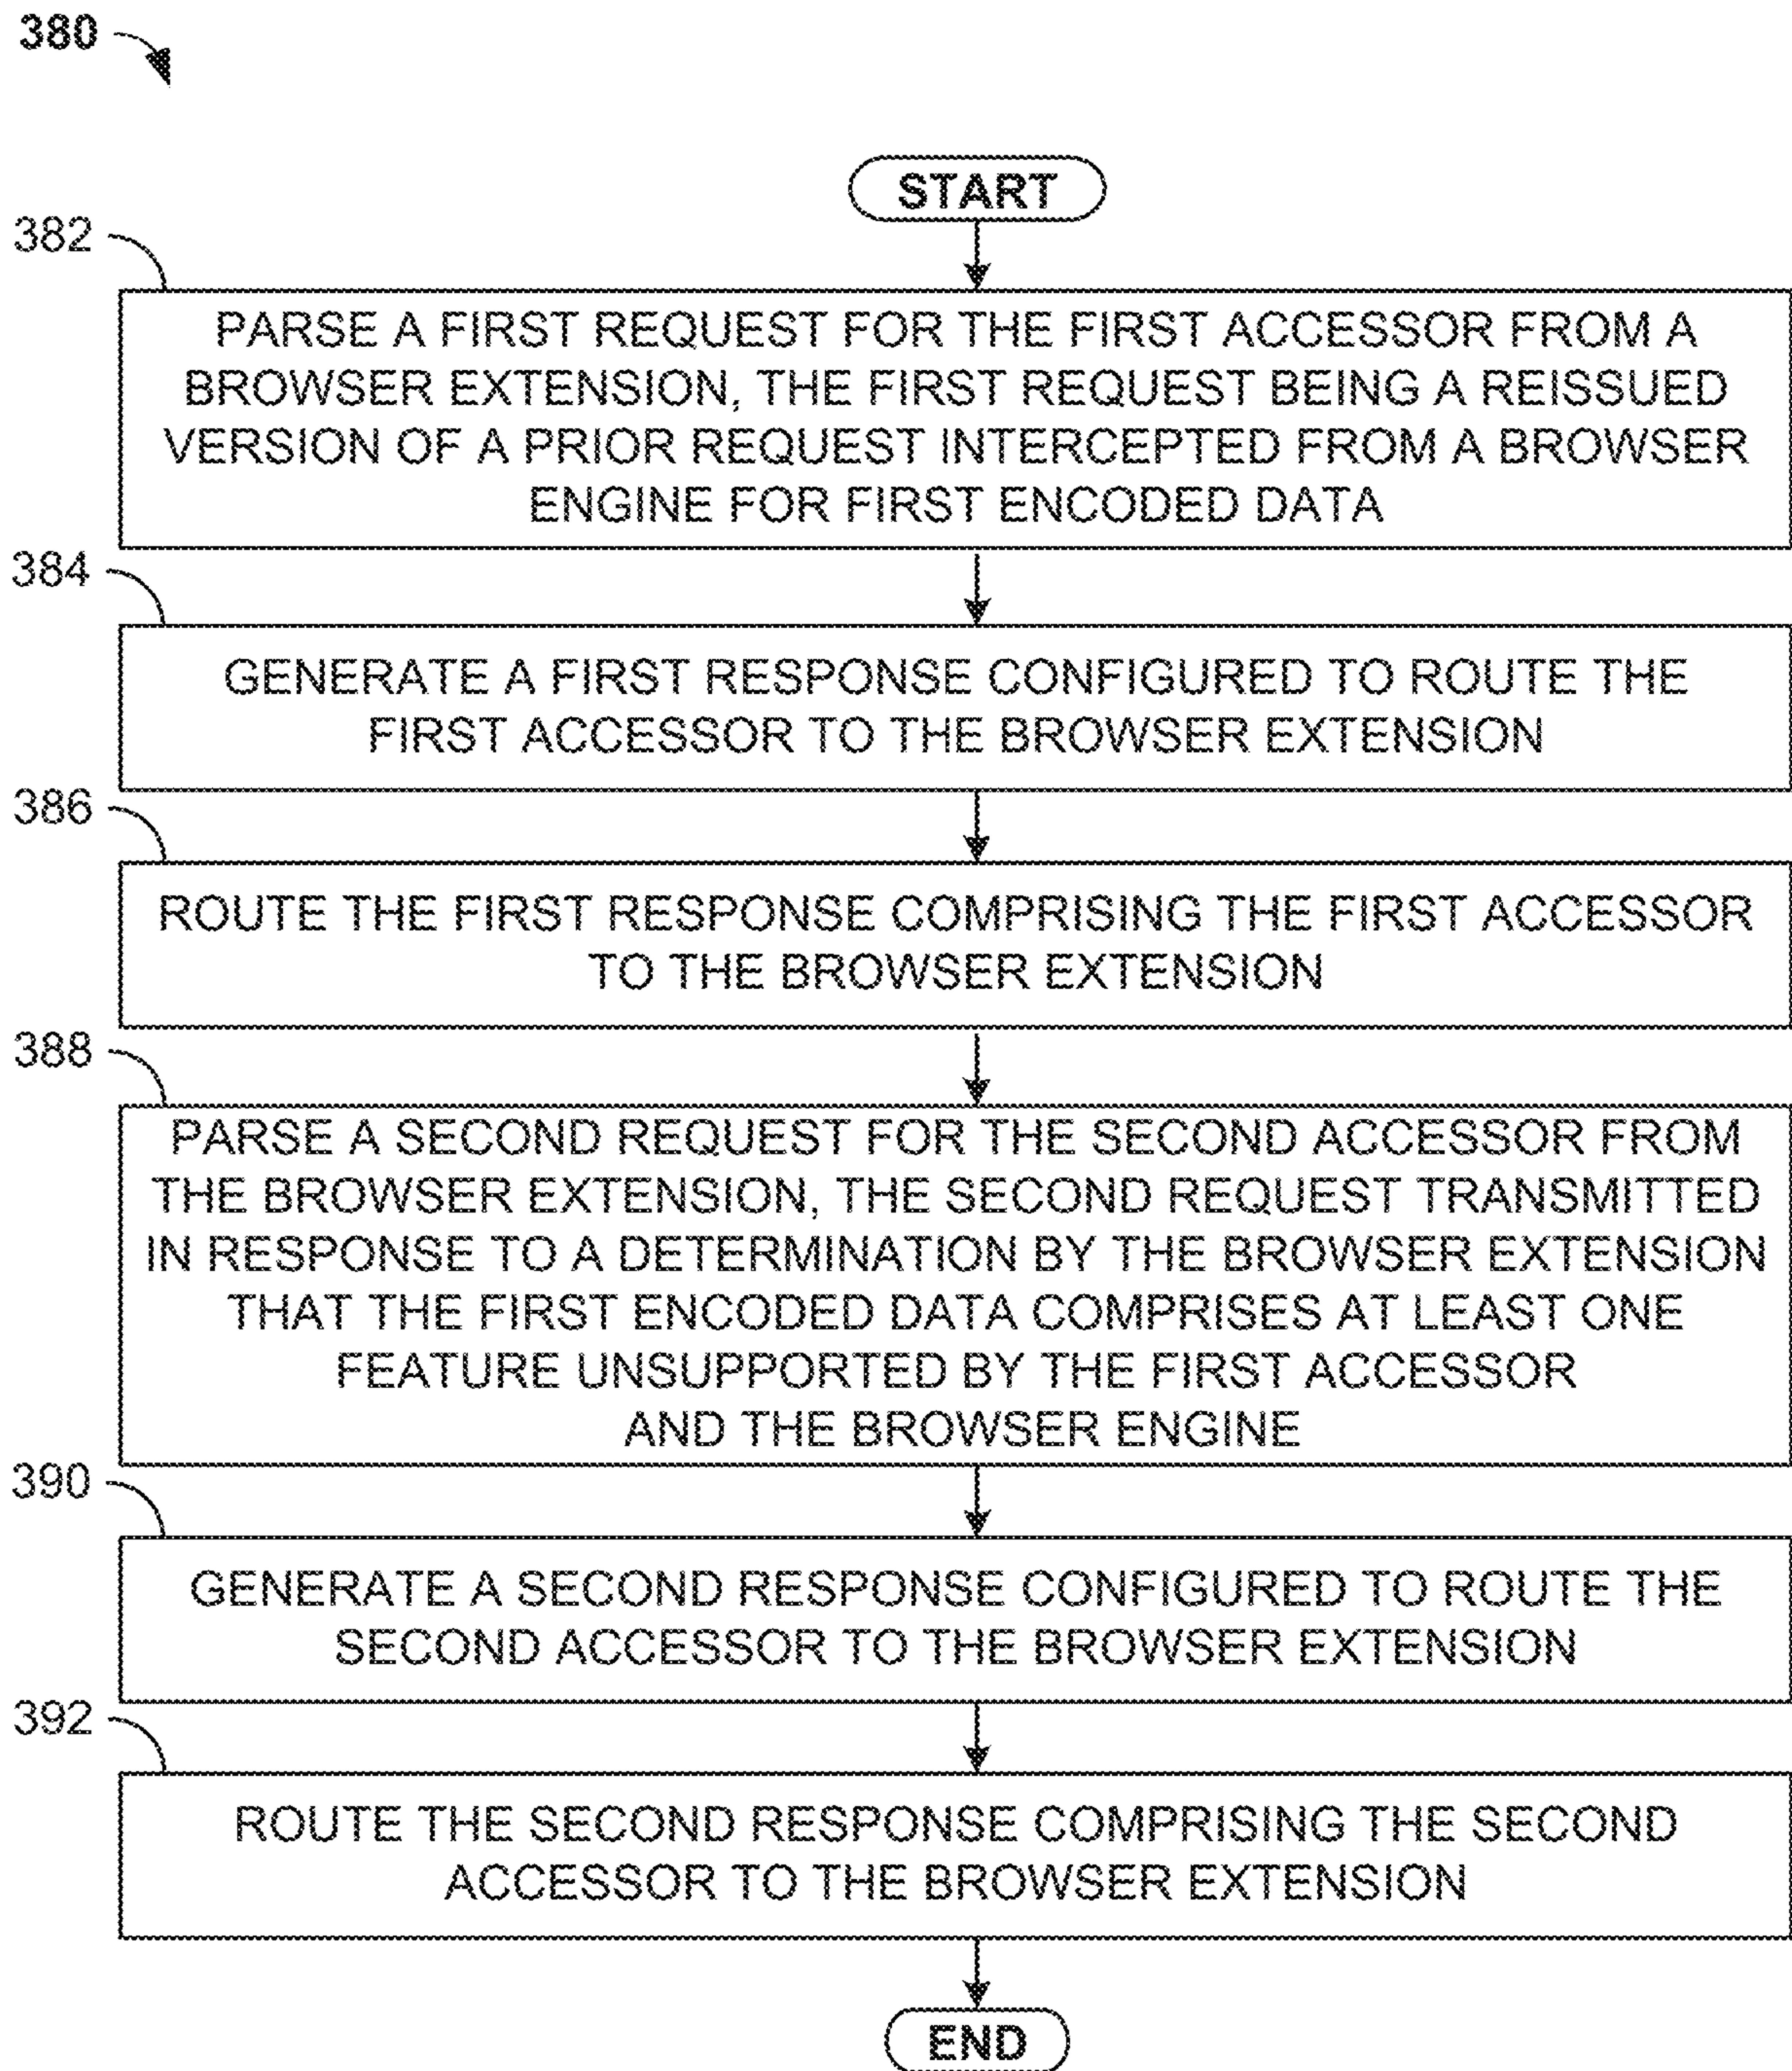 380
START
382
PARSE A FIRST REQUEST FOR THE FIRST ACCESSOR FROM A
BROWSER EXTENSION, THE FIRST REQUEST BEING A REISSUED
VERSION OF A PRIOR REQUEST INTERCEPTED FROM A BROWSER
ENGINE FOR FIRST ENCODED DATA
384
GENERATE A FIRST RESPONSE CONFIGURED TO ROUTE THE
FIRST ACCESSOR TO THE BROWSER EXTENSION
386
ROUTE THE FIRST RESPONSE COMPRISING THE FIRST ACCESSOR
TO THE BROWSER EXTENSION
388
PARSE A SECOND REQUEST FOR THE SECOND ACCESSOR FROM
THE BROWSER EXTENSION, THE SECOND REQUEST TRANSMITTED
IN RESPONSE TO A DETERMINATION BY THE BROWSER EXTENSION
THAT THE FIRST ENCODED DATA COMPRISES AT LEAST ONE
FEATURE UNSUPPORTED BY THE FIRST ACCESSOR
AND THE BROWSER ENGINE
390
GENERATE A SECOND RESPONSE CONFIGURED TO ROUTE THE
SECOND ACCESSOR TO THE BROWSER EXTENSION
392
ROUTE THE SECOND RESPONSE COMPRISING THE SECOND
ACCESSOR TO THE BROWSER EXTENSION
END